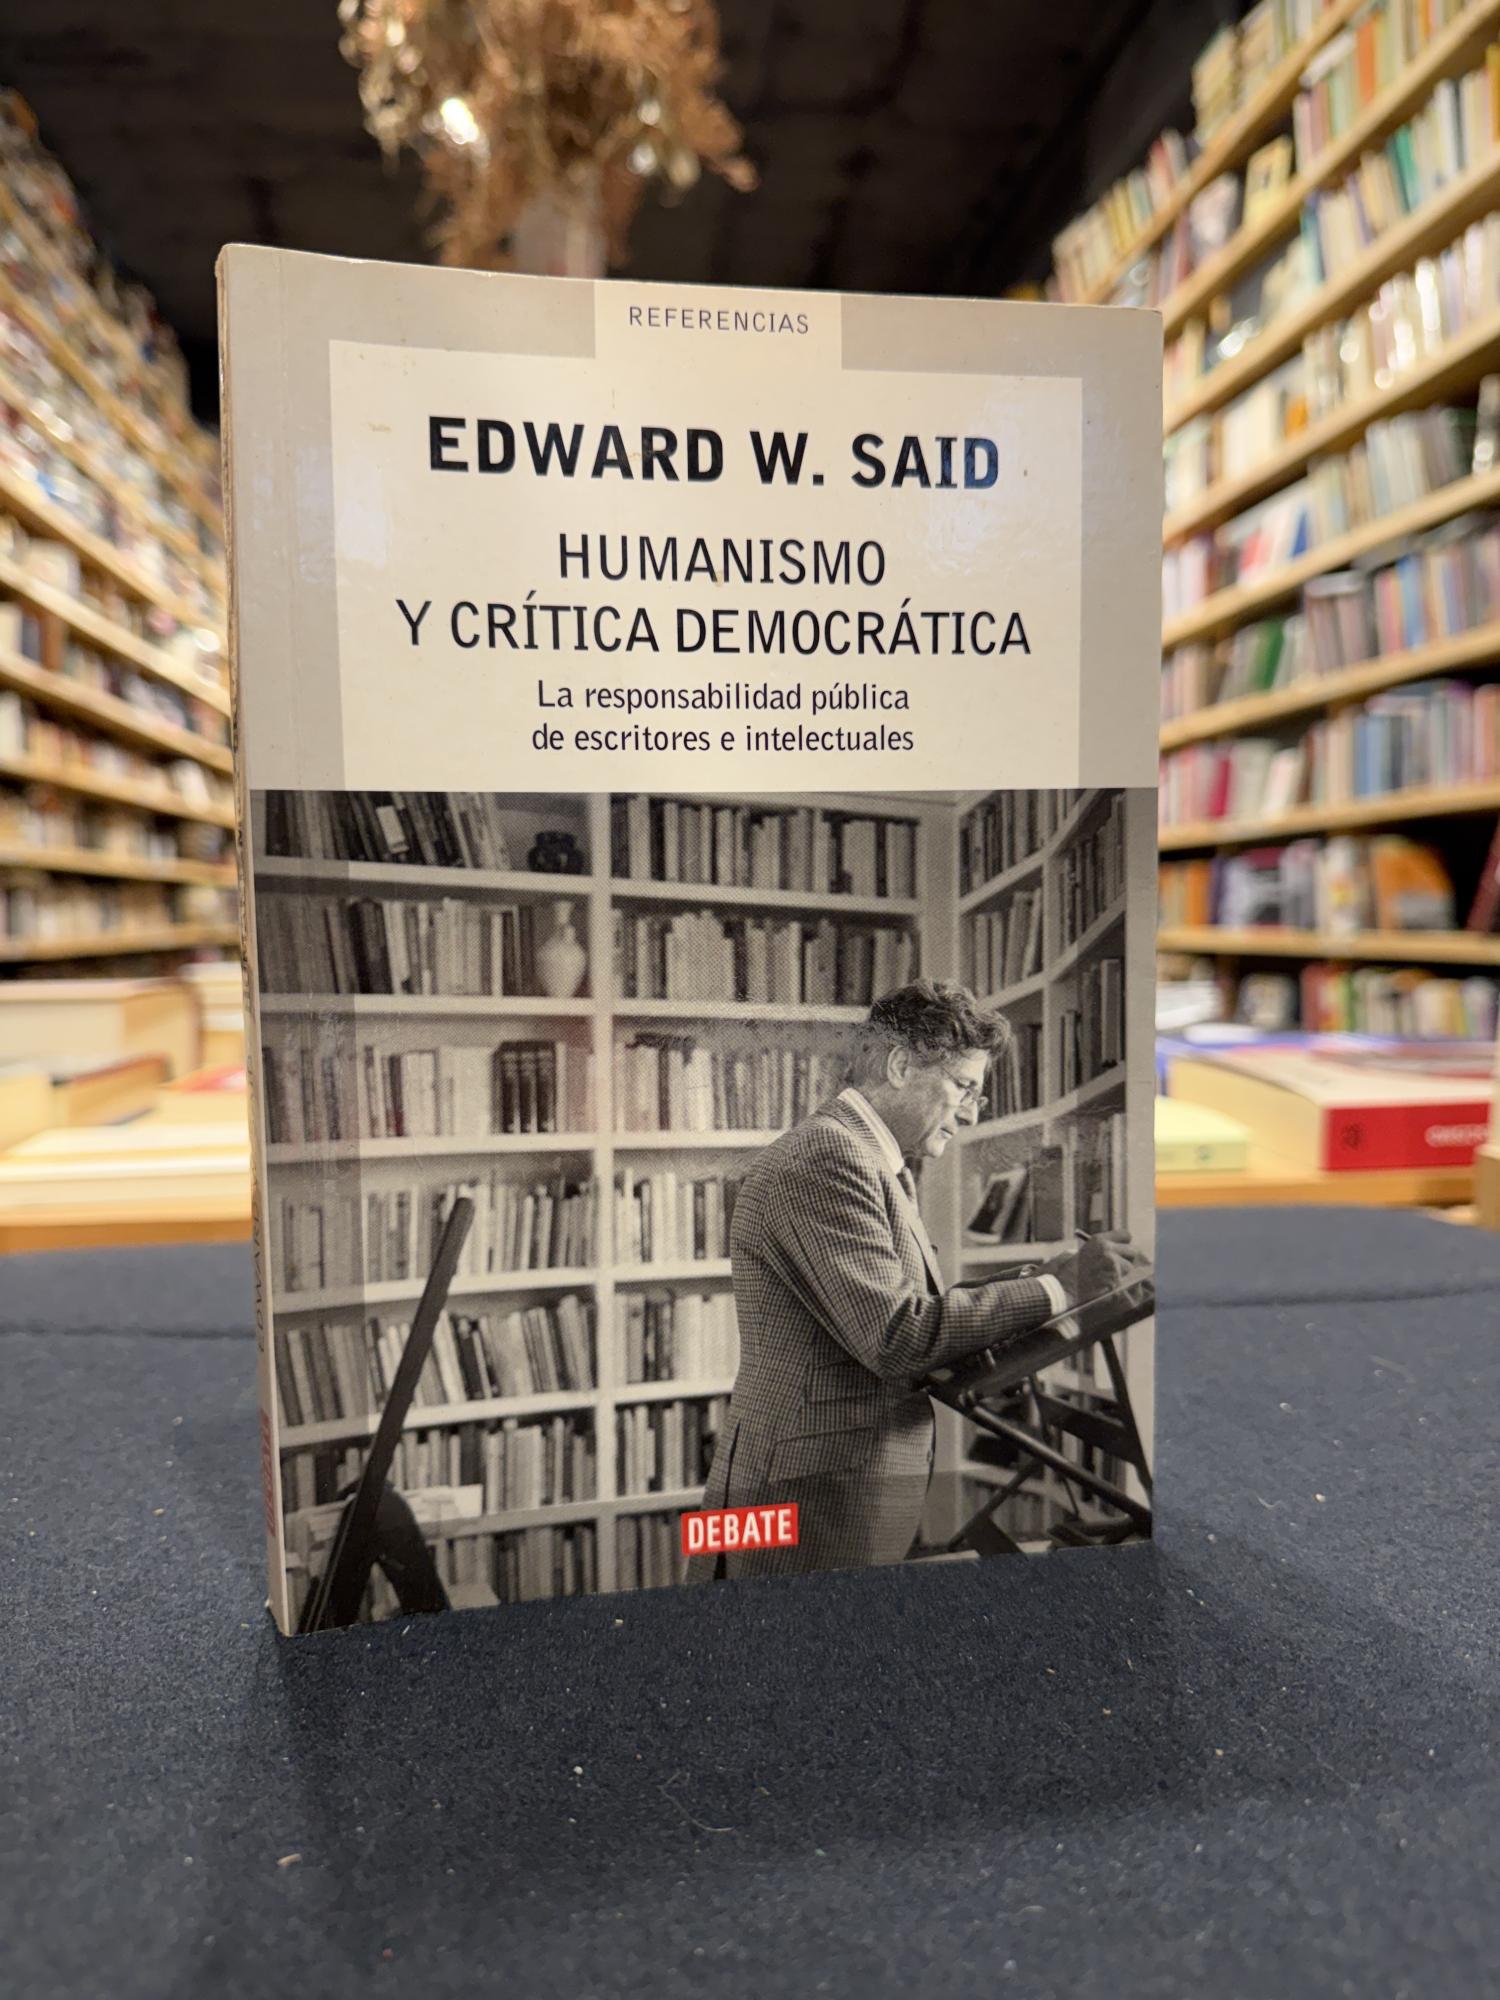 REFERENCIAS
EDWARD W. SAID
HUMANISMO
Y CRÍTICA DEMOCRÁTICA
La responsabilidad pública
de escritores e intelectuales
DEBATE